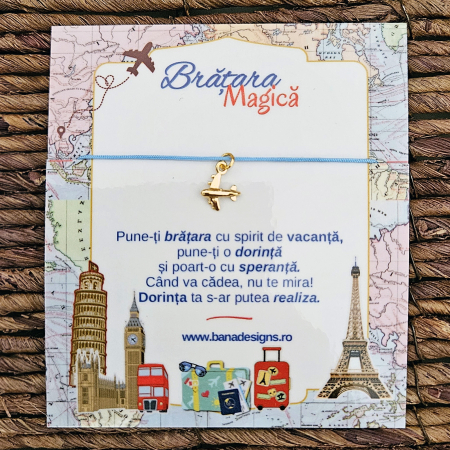 Brățara
Magică
Pune-ți brățara cu spirit de vacanță,
pune-ți o dorință
și poart-o cu speranță.
Când va cădea, nu te mira!
Dorința ta s-ar putea realiza.
www.banadesigns.ro